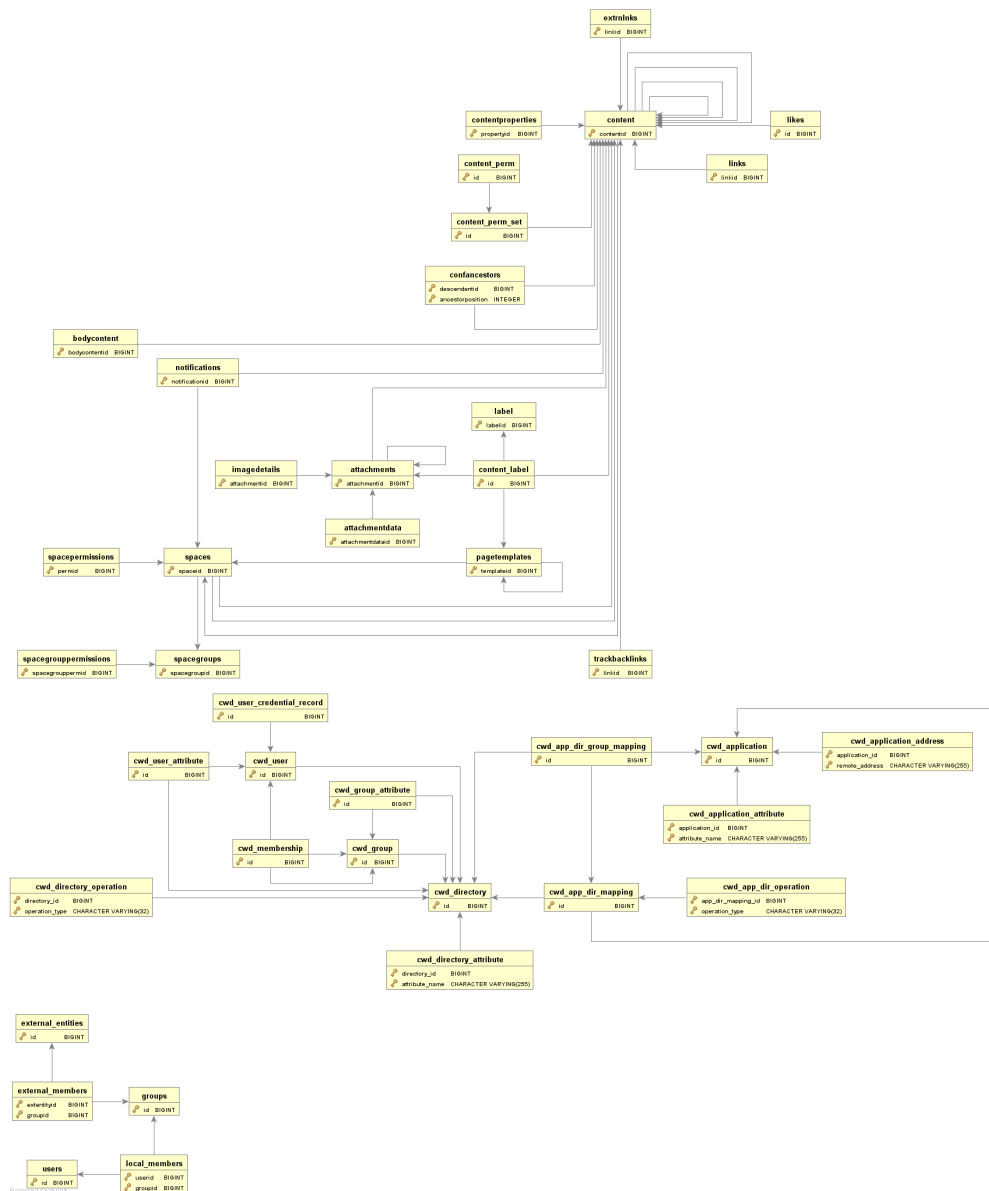 extrnlnks
linkid BIGINT
contentproperties
propertyid BIGINT
content
contentid BIGINT
likes
id BIGINT
content_perm
id BIGINT
links
linkid BIGINT
content_perm_set
id BIGINT
confancestors
descendentid BIGINT
ancestorposition INTEGER
bodycontent
bodycontentid BIGINT
notifications
notificationid BIGINT
label
labelid BIGINT
imagedetails
attachmentid BIGINT
attachments
attachmentid BIGINT
content_label
id BIGINT
attachmentdata
attachmentdataid BIGINT
spacepermissions
permid BIGINT
spaces
spaceid BIGINT
pagetemplates
templateid BIGINT
spacegrouppermissions
spacegrouppermid BIGINT
spacegroups
spacegroupid BIGINT
trackbacklinks
linkid BIGINT
cwd_user_credential_record
id BIGINT
cwd_user_attribute
id BIGINT
cwd_user
id BIGINT
cwd_app_dir_group_mapping
id BIGINT
cwd_application
id BIGINT
cwd_application_address
application_id BIGINT
remote_address CHARACTER VARYING(255)
cwd_group_attribute
id BIGINT
cwd_application_attribute
application_id BIGINT
attribute_name CHARACTER VARYING(255)
cwd_membership
id BIGINT
cwd_group
id BIGINT
cwd_directory_operation
directory_id BIGINT
operation_type CHARACTER VARYING(32)
cwd_directory
id BIGINT
cwd_app_dir_mapping
id BIGINT
cwd_app_dir_operation
app_dir_mapping_id BIGINT
operation_type CHARACTER VARYING(32)
cwd_directory_attribute
directory_id BIGINT
attribute_name CHARACTER VARYING(255)
external_entities
id BIGINT
external_members
extentityid BIGINT
groupid BIGINT
groups
id BIGINT
users
id BIGINT
local_members
userid BIGINT
groupid BIGINT